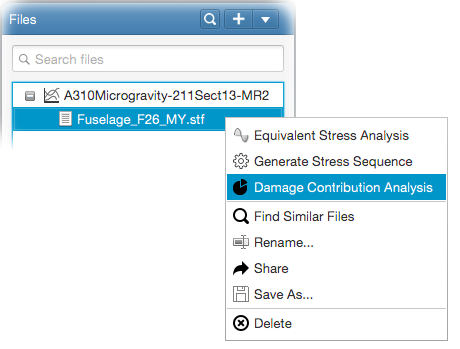 Files
Search files
A310Microgravity-211Sect13-MR2
Fuselage_F26_MY.stf
Equivalent Stress Analysis
Generate Stress Sequence
Damage Contribution Analysis
Find Similar Files
Rename...
Share
Save As...
Delete